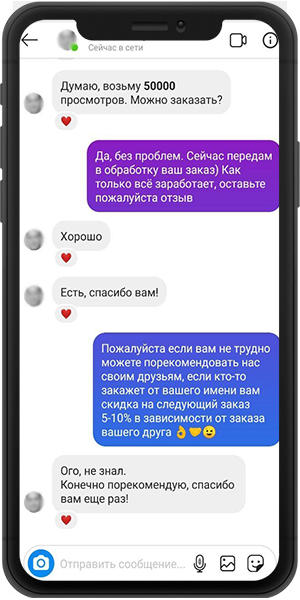 Сейчас в сети
Думаю, возьму 50000
просмотров. Можно заказать?
Да, без проблем. Сейчас передам
в обработку ваш заказ) Как
только всё заработает, оставьте
пожалуйста отзыв
Хорошо
Есть, спасибо вам!
Пожалуйста если вам не трудно
можете порекомендовать нас
своим друзьям, если кто-то
закажет от вашего имени вам
скидка на следующий заказ
5-10% в зависимости от заказа
вашего друга 👌🤝😉
Ого, не знал.
Конечно порекомендую, спасибо
вам еще раз!
Отправить сообщение...